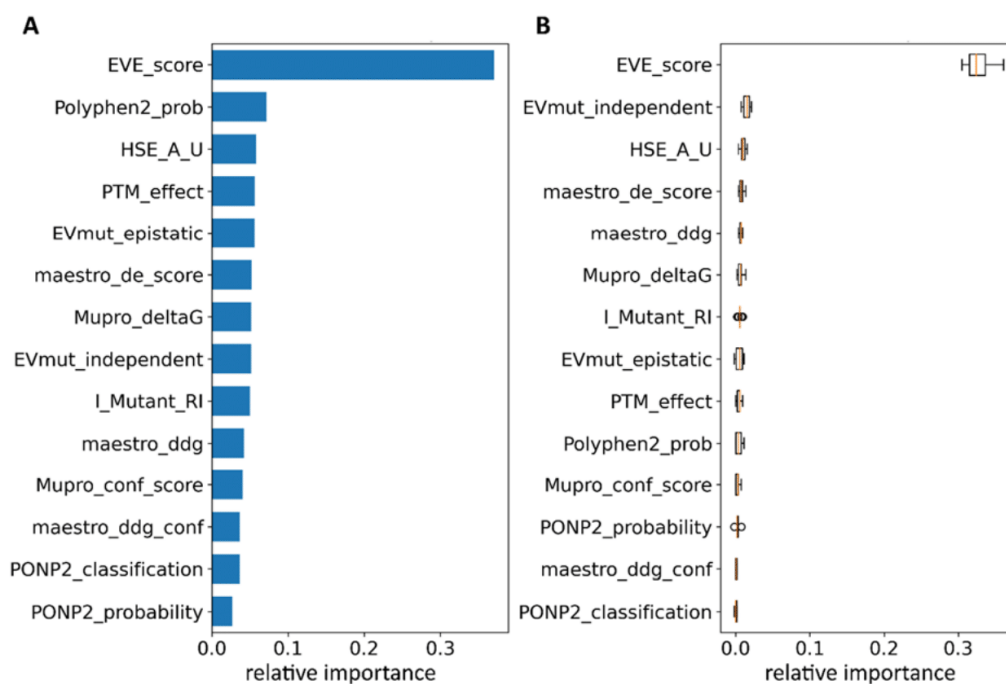 A
EVE_score
Polyphen2_prob
HSE_A_U
PTM_effect
EVmut_epistatic
maestro_de_score
Mupro_deltaG
EVmut_independent
I_Mutant_RI
maestro_ddg
Mupro_conf_score
maestro_ddg_conf
PONP2_classification
PONP2_probability
0.0 0.1 0.2 0.3
relative importance
B
EVE_score
EVmut_independent
HSE_A_U
maestro_de_score
maestro_ddg
Mupro_deltaG
I_Mutant_RI
EVmut_epistatic
PTM_effect
Polyphen2_prob
Mupro_conf_score
PONP2_probability
maestro_ddg_conf
PONP2_classification
0.0 0.1 0.2 0.3
relative importance